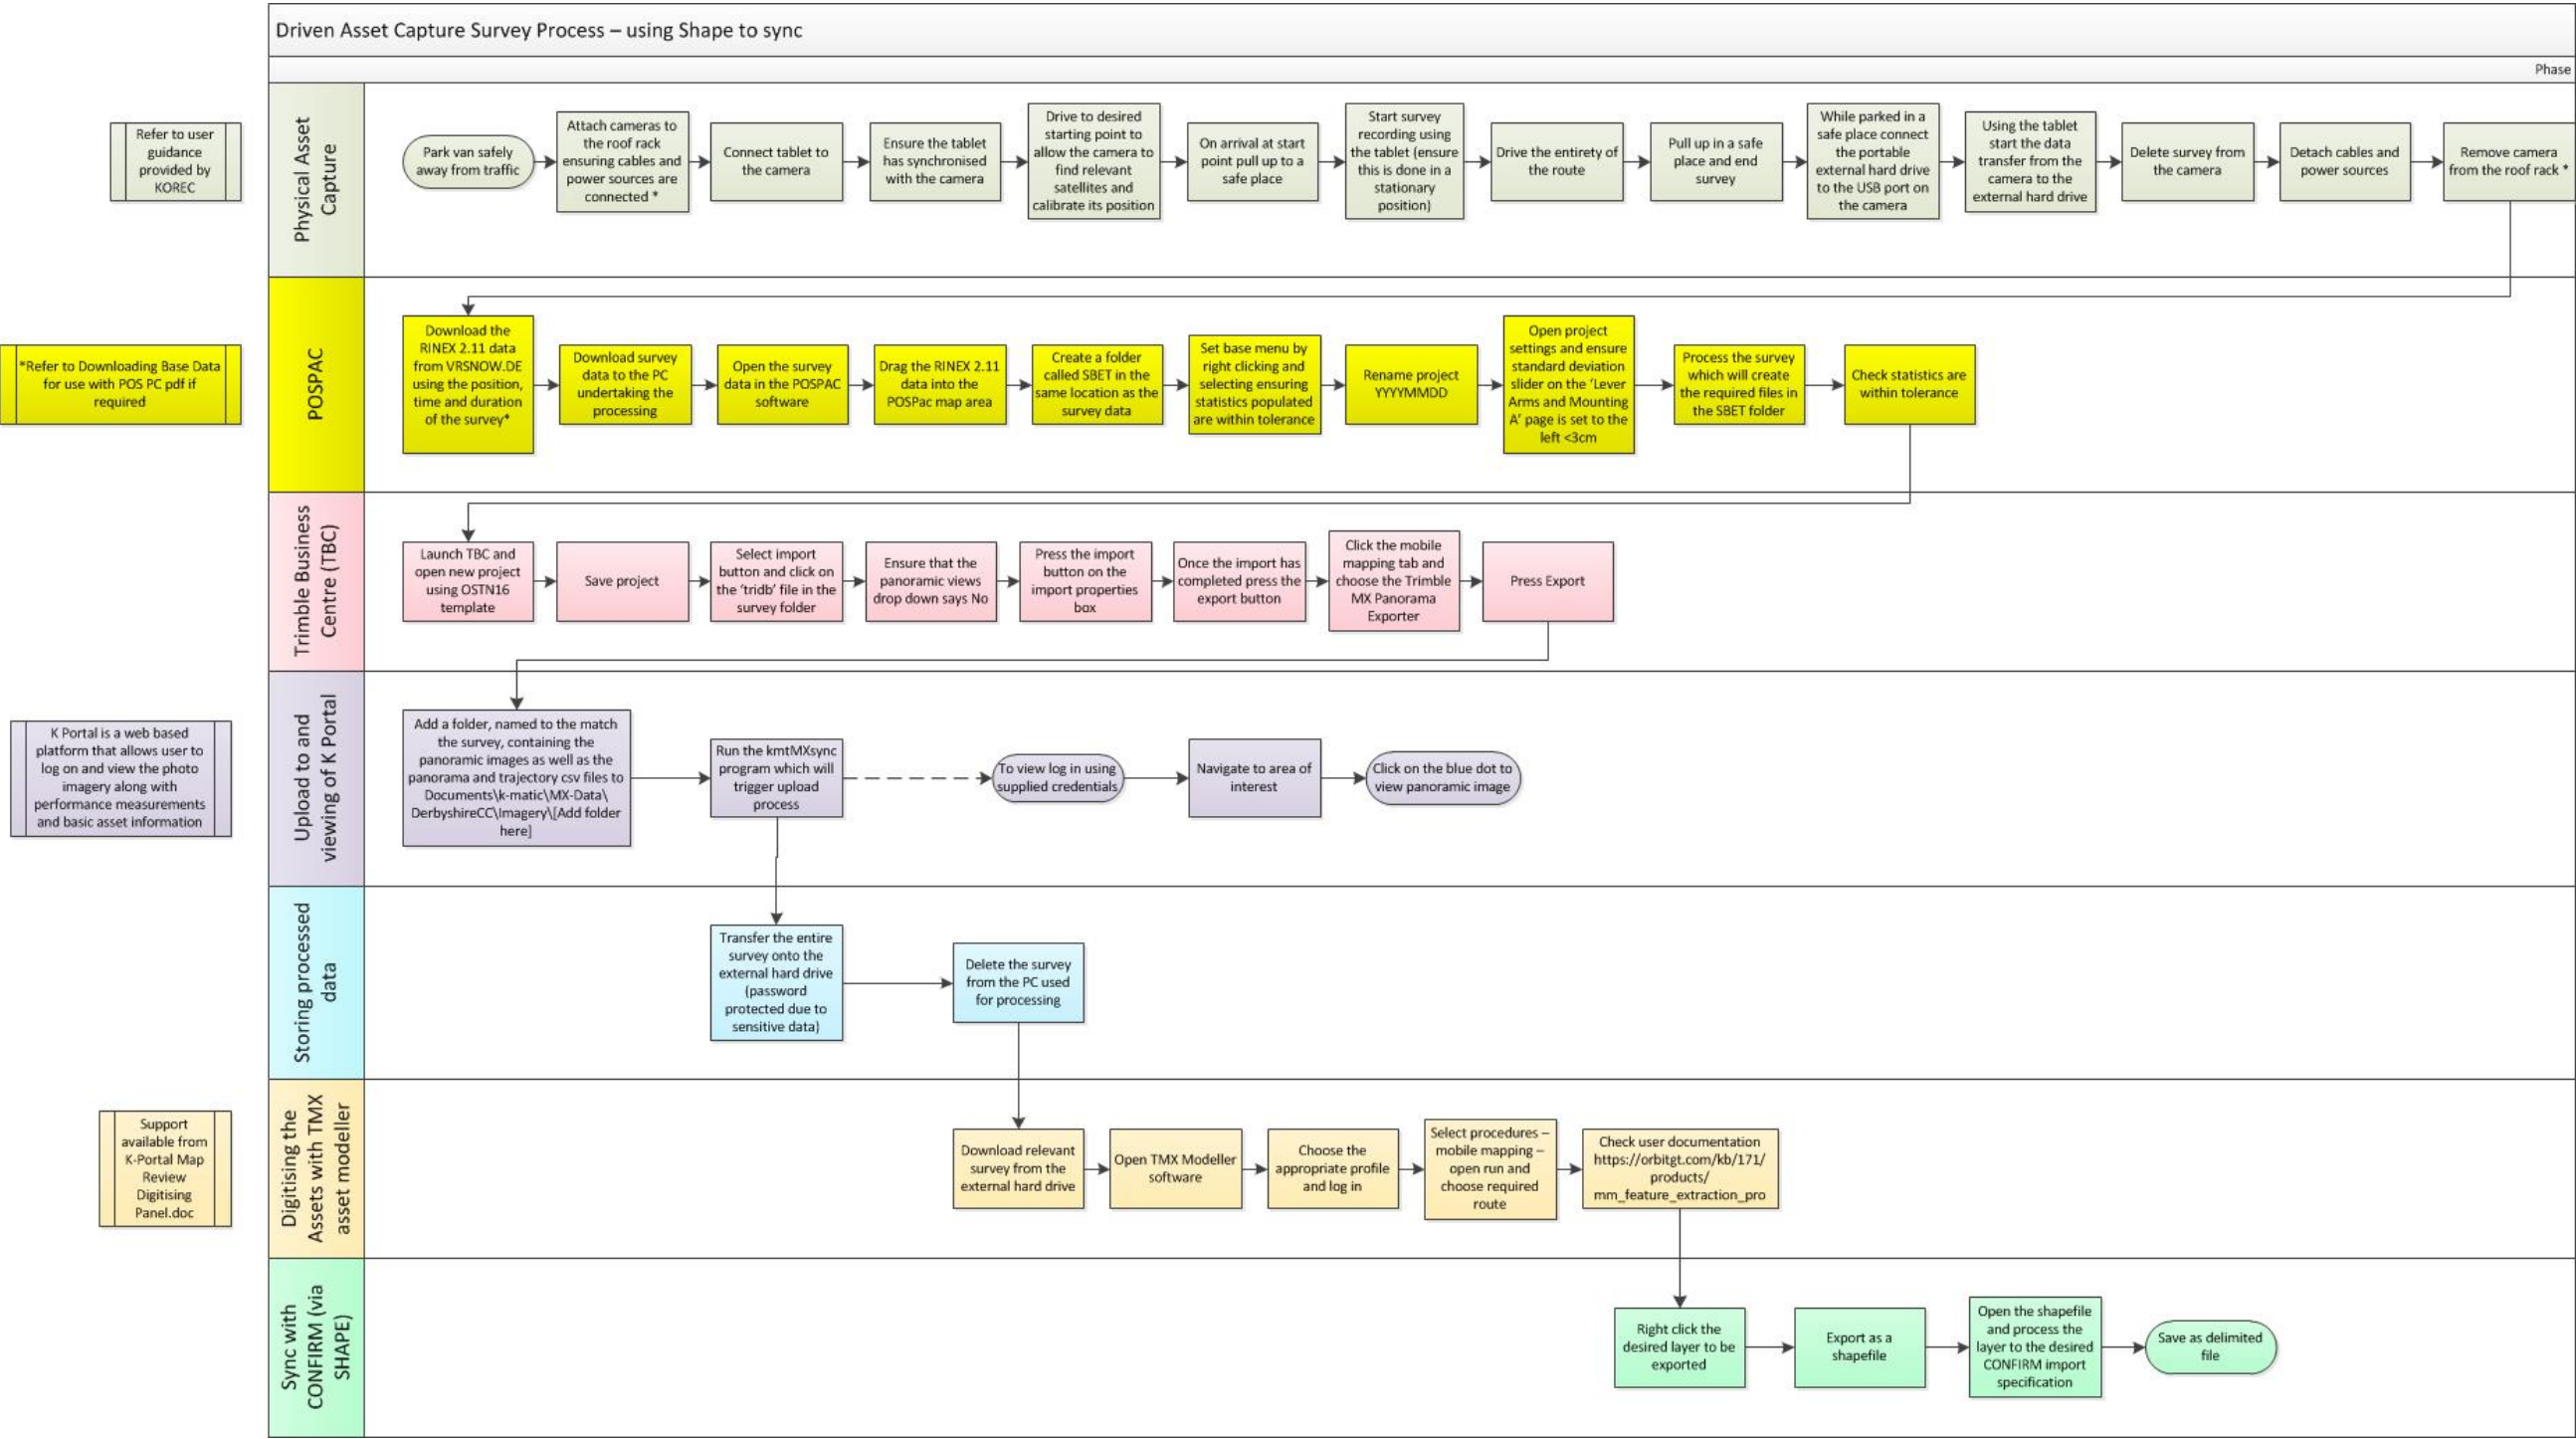 Driven Asset Capture Survey Process – using Shape to sync
Phase
Refer to user
guidance
provided by
KOREC
Physical Asset
Capture
Park van safely
away from traffic
Attach cameras to
the roof rack
ensuring cables and
power sources are
connected *
Connect tablet to
the camera
Ensure the tablet
has synchronised
with the camera
Drive to desired
starting point to
allow the camera to
find relevant
satellites and
calibrate its position
On arrival at start
point pull up to a
safe place
Start survey
recording using
the tablet (ensure
this is done in a
stationary
position)
Drive the entirety of
the route
Pull up in a safe
place and end
survey
While parked in a
safe place connect
the portable
external hard drive
to the USB port on
the camera
Using the tablet
start the data
transfer from the
camera to the
external hard drive
Delete survey from
the camera
Detach cables and
power sources
Remove camera
from the roof rack *
*Refer to Downloading Base Data
for use with POS PC pdf if
required
POSPAC
Download the
RINEX 2.11 data
from VRSNOW.DE
using the position,
time and duration
of the survey*
Download survey
data to the PC
undertaking the
processing
Open the survey
data in the POSPAC
software
Drag the RINEX 2.11
data into the
POSPac map area
Create a folder
called SBET in the
same location as the
survey data
Set base menu by
right clicking and
selecting ensuring
statistics populated
are within tolerance
Rename project
YYYYMMDD
Open project
settings and ensure
standard deviation
slider on the ‘Lever
Arms and Mounting
A’ page is set to the
left <3cm
Process the survey
which will create
the required files in
the SBET folder
Check statistics are
within tolerance
Trimble Business
Centre (TBC)
Launch TBC and
open new project
using OSTN16
template
Save project
Select import
button and click on
the ‘tridb’ file in the
survey folder
Ensure that the
panoramic views
drop down says No
Press the import
button on the
import properties
box
Once the import has
completed press the
export button
Click the mobile
mapping tab and
choose the Trimble
MX Panorama
Exporter
Press Export
K Portal is a web based
platform that allows user to
log on and view the photo
imagery along with
performance measurements
and basic asset information
Upload to and
viewing of K Portal
Add a folder, named to the match
the survey, containing the
panoramic images as well as the
panorama and trajectory csv files to
Documents\k-matic\MX-Data\
DerbyshireCC\Imagery\[Add folder
here]
Run the kmtMXsync
program which will
trigger upload
process
To view log in using
supplied credentials
Navigate to area of
interest
Click on the blue dot to
view panoramic image
Storing processed
data
Transfer the entire
survey onto the
external hard drive
(password
protected due to
sensitive data)
Delete the survey
from the PC used
for processing
Support
available from
K-Portal Map
Review
Digitising
Panel.doc
Digitising the
Assets with TMX
asset modeller
Download relevant
survey from the
external hard drive
Open TMX Modeller
software
Choose the
appropriate profile
and log in
Select procedures –
mobile mapping –
open run and
choose required
route
Check user documentation
https://orbitgt.com/kb/171/
products/
mm_feature_extraction_pro
Sync with
CONFIRM (via
SHAPE)
Right click the
desired layer to be
exported
Export as a
shapefile
Open the shapefile
and process the
layer to the desired
CONFIRM import
specification
Save as delimited
file